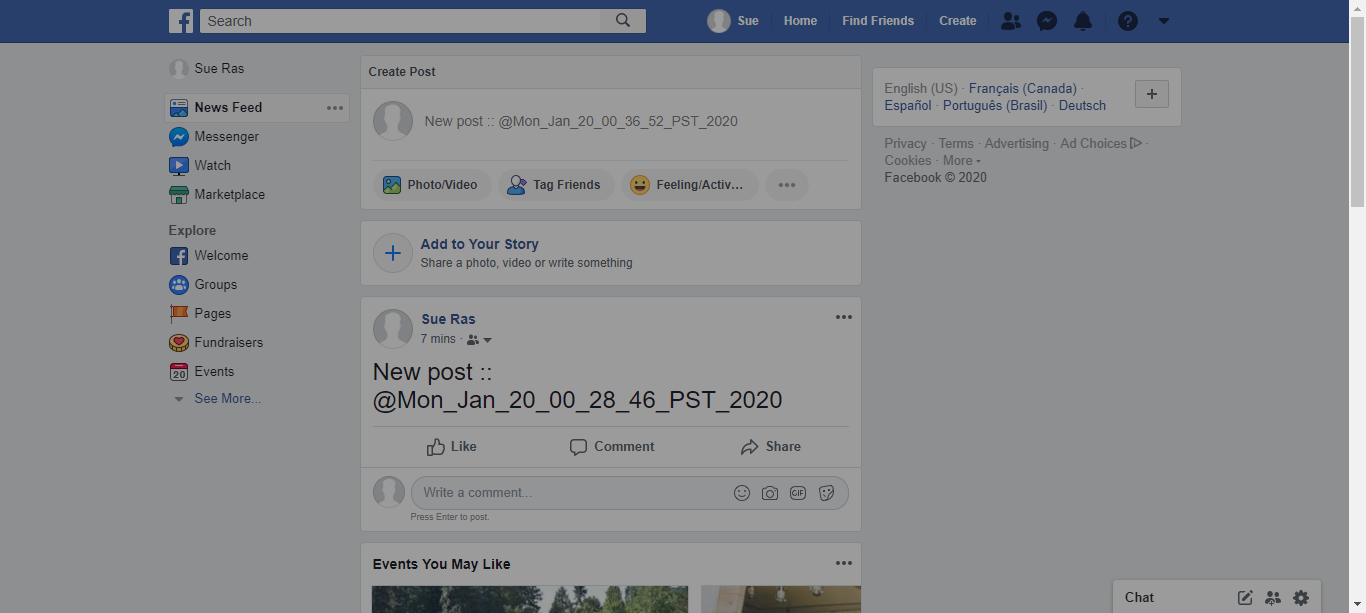 Search
Sue Home Find Friends Create
Sue Ras
News Feed
Messenger
Watch
Marketplace
Explore
Welcome
Groups
Pages
Fundraisers
20 Events
See More...
Create Post
New post :: @Mon_Jan_20_00_36_52_PST_2020
Photo/Video Tag Friends Feeling/Activ...
Add to Your Story
Share a photo, video or write something
Sue Ras
7 mins ·
New post ::
@Mon_Jan_20_00_28_46_PST_2020
Like Comment Share
Write a comment... GIF
Press Enter to post.
Events You May Like
English (US) · Français (Canada) ·
Español · Português (Brasil) · Deutsch
Privacy · Terms · Advertising · Ad Choices ·
Cookies · More
Facebook © 2020
Chat